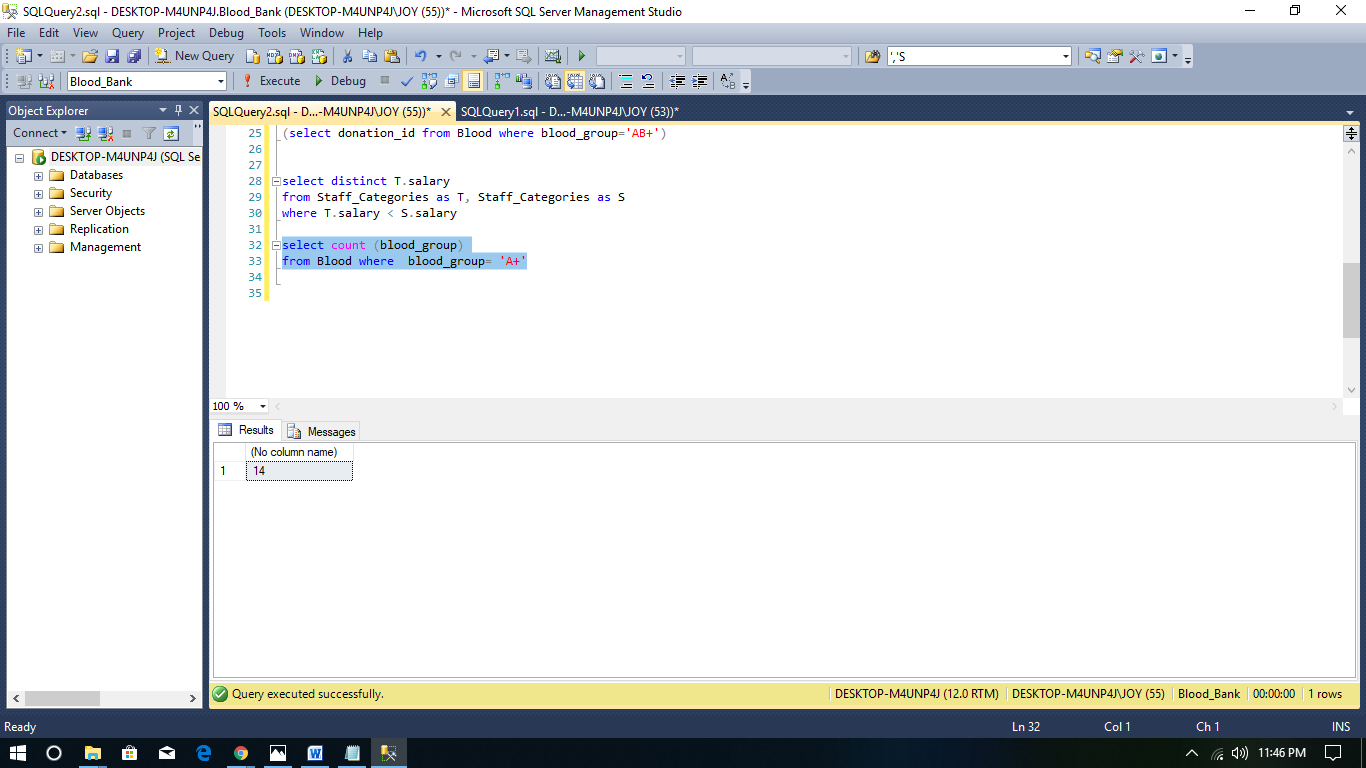 SQLQuery2.sql - DESKTOP-M4UNP4J.Blood_Bank (DESKTOP-M4UNP4J\JOY (55))* - Microsoft SQL Server Management Studio
File Edit View Query Project Debug Tools Window Help
New Query ','S
Blood_Bank Execute Debug
Object Explorer
Connect
DESKTOP-M4UNP4J (SQL Se
Databases
Security
Server Objects
Replication
Management
SQLQuery2.sql - D...-M4UNP4J\JOY (55))* SQLQuery1.sql - D...-M4UNP4J\JOY (53))*
25 (select donation_id from Blood where blood_group='AB+')
26
27
28 select distinct T.salary
29 from Staff_Categories as T, Staff_Categories as S
30 where T.salary < S.salary
31
32 select count (blood_group)
33 from Blood where  blood_group= 'A+'
34
35
100 %
Results Messages
(No column name)
1 14
Query executed successfully. DESKTOP-M4UNP4J (12.0 RTM) DESKTOP-M4UNP4J\JOY (55) Blood_Bank 00:00:00 1 rows
Ready Ln 32 Col 1 Ch 1 INS
11:46 PM